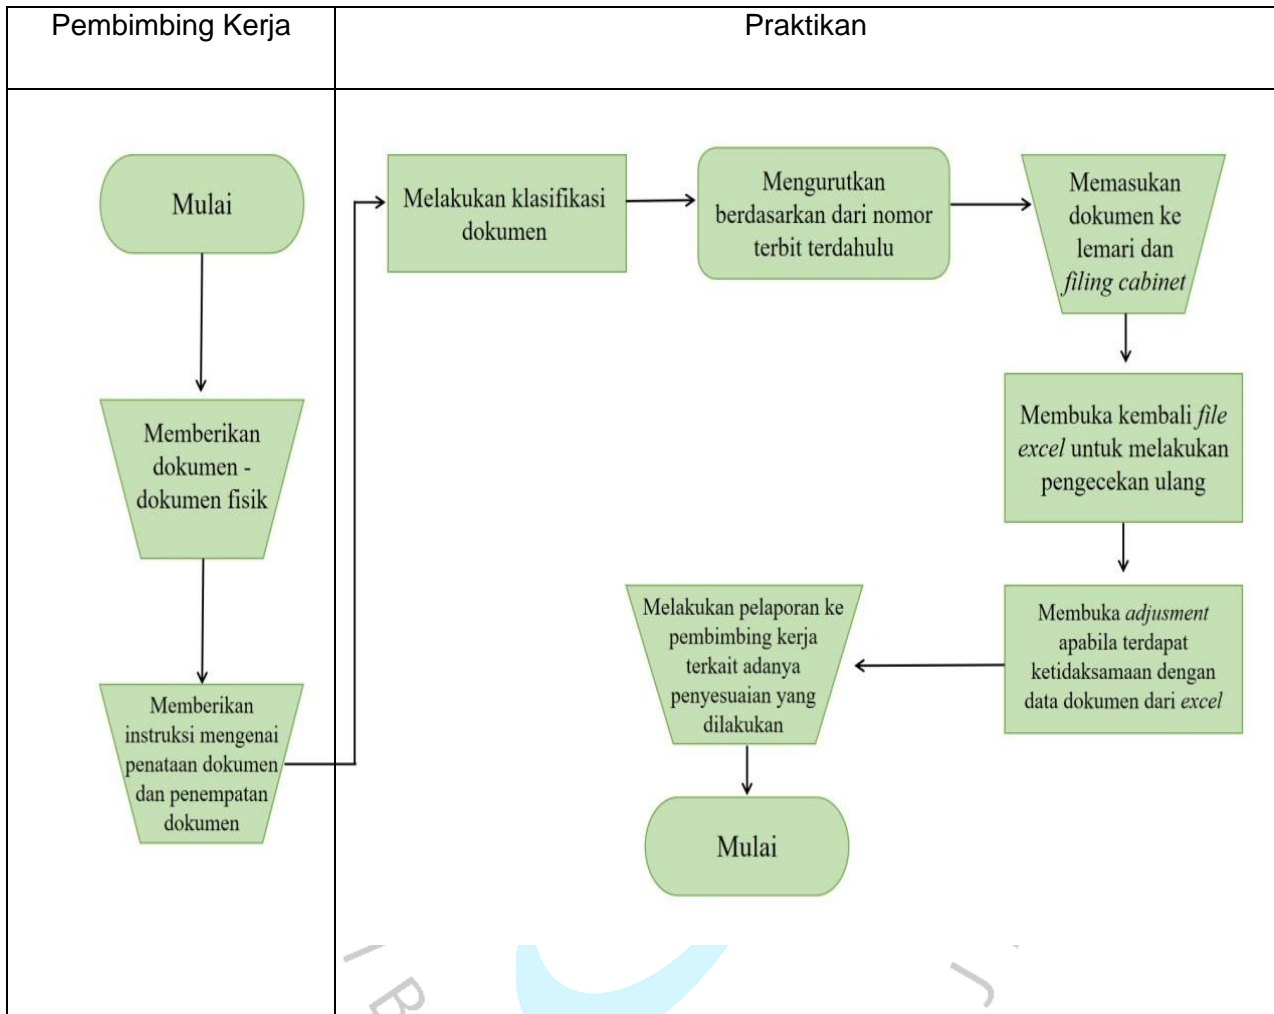 Pembimbing Kerja
Praktikan
Mulai
Memberikan
dokumen -
dokumen fisik
Memberikan
instruksi mengenai
penataan dokumen
dan penempatan
dokumen
Melakukan klasifikasi
dokumen
Mengurutkan
berdasarkan dari nomor
terbit terdahulu
Memasukan
dokumen ke
lemari dan
filing cabinet
Membuka kembali file
excel untuk melakukan
pengecekan ulang
Membuka adjusment
apabila terdapat
ketidaksamaan dengan
data dokumen dari excel
Melakukan pelaporan ke
pembimbing kerja
terkait adanya
penyesuaian yang
dilakukan
Mulai